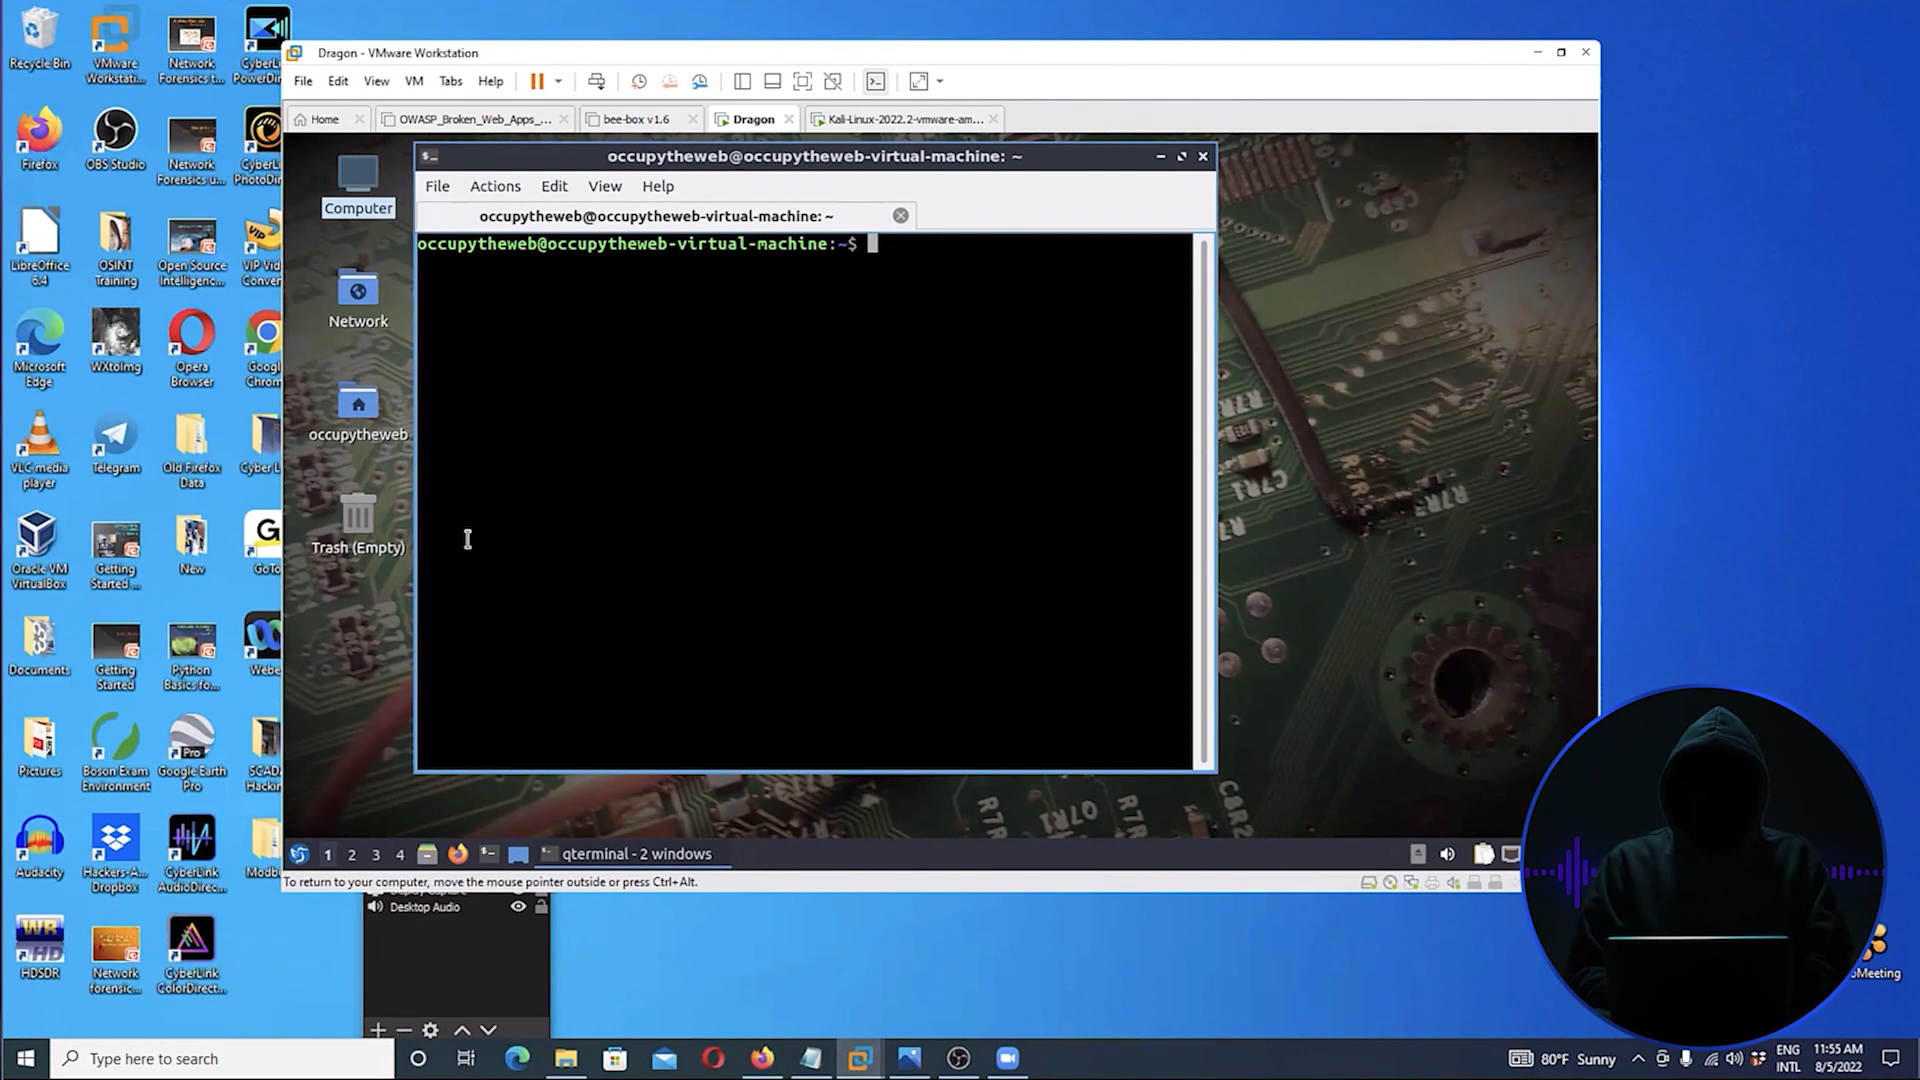 Recycle Bin
VMware
Workstati...
Network
Forensics t...
CyberLink
PowerDir
Firefox
OBS Studio
Network
Forensics u...
CyberL
PhotoDir
LibreOffice
6.4
OSINT
Training
Open Source
Intelligenc...
VIP Vid
Conver
Microsoft
Edge
WXtoImg
Opera
Browser
Googl
Chrom
VLC media
player
Telegram
Old Firefox
Data
Cyber L
Oracle VM
VirtualBox
Getting
Started ...
New
GoTo
Documents
Getting
Started
Python
Basics fo...
Webe
Pictures
Boson Exam
Environment
Google Earth
Pro
SCAD
Hackin
Audacity
Hackers-A...
Dropbox
CyberLink
AudioDirec...
Modb
WR
HD
HDSDR
Network
forensic...
CyberLink
ColorDirect...
Dragon - VMware Workstation
File Edit View VM Tabs Help
Home OWASP_Broken_Web_Apps_... bee-box v1.6 Dragon Kali-Linux-2022.2-vmware-am...
Computer
Network
occupytheweb
Trash (Empty)
occupytheweb@occupytheweb-virtual-machine: ~
File Actions Edit View Help
occupytheweb@occupytheweb-virtual-machine: ~
occupytheweb@occupytheweb-virtual-machine:~$
1 2 3 4 qterminal - 2 windows
To return to your computer, move the mouse pointer outside or press Ctrl+Alt.
Desktop Audio
oMeeting
Type here to search
80°F Sunny
ENG
INTL
11:55 AM
8/5/2022